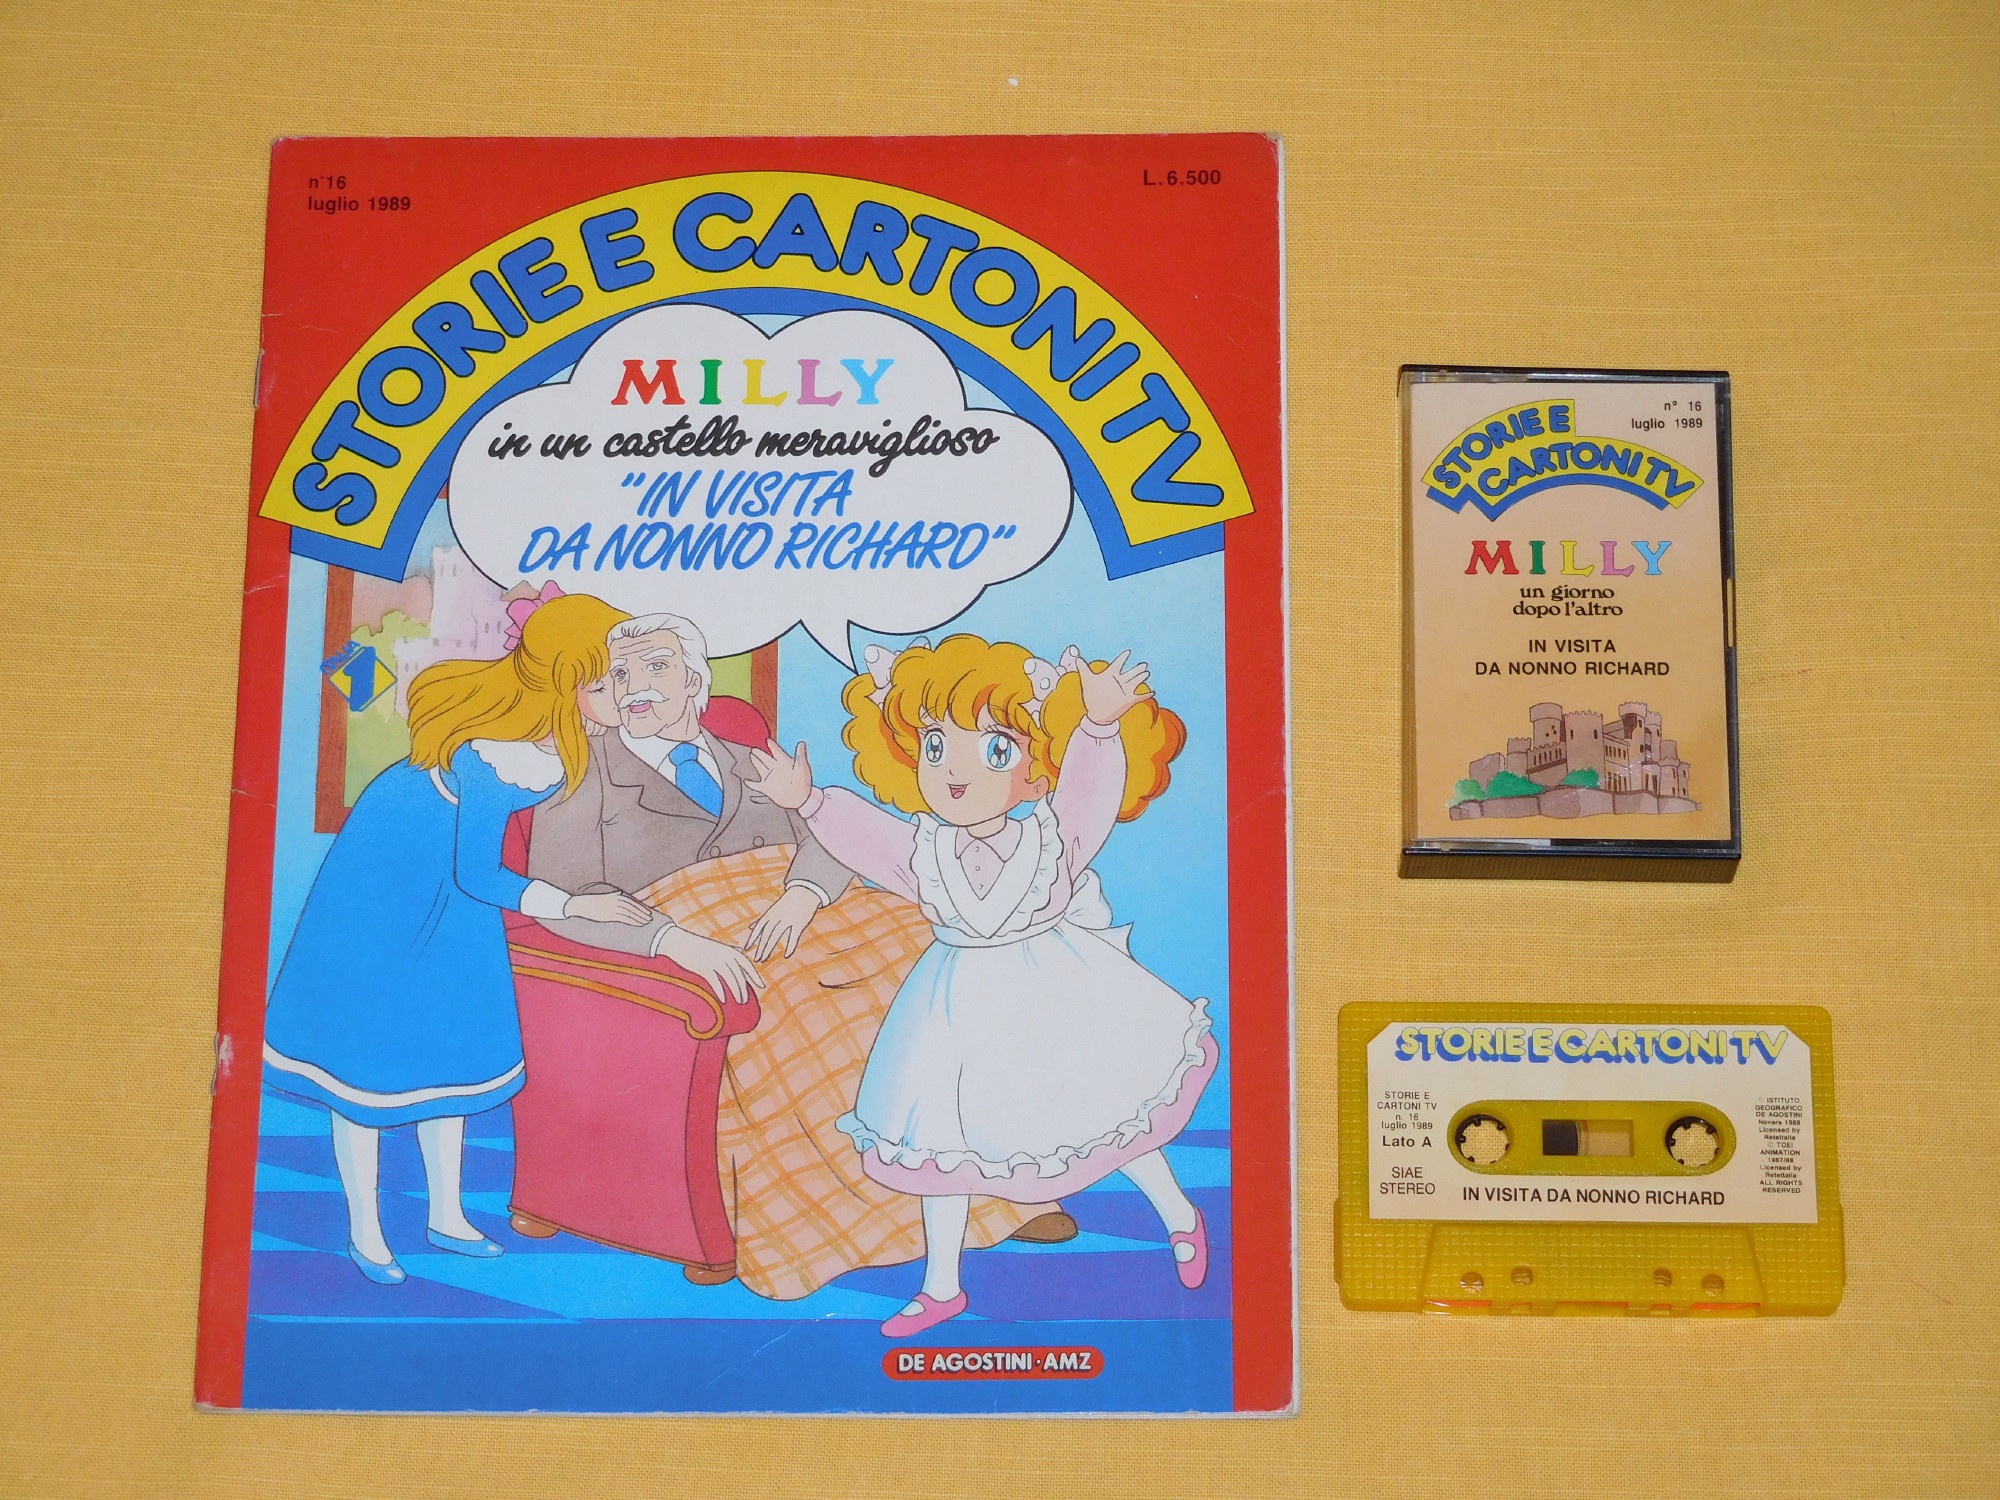 n°16
luglio 1989
L.6.500
STORIE E CARTONI TV
MILLY
in un castello meraviglioso
"IN VISITA
DA NONNO RICHARD"
ITALIA
1
DE AGOSTINI·AMZ
n° 16
luglio 1989
STORIE E
CARTONI TV
MILLY
un giorno
dopo l'altro
IN VISITA
DA NONNO RICHARD
STORIE E CARTONI TV
STORIE E
CARTONI TV
n. 16
luglio 1989
Lato A
SIAE
STEREO
© ISTITUTO
GEOGRAFICO
DE AGOSTINI
Novara 1988
Licensed by
Reteitalia
© TOEI
ANIMATION
1987/88
Licensed by
Reteitalia
ALL RIGHTS
RESERVED
IN VISITA DA NONNO RICHARD